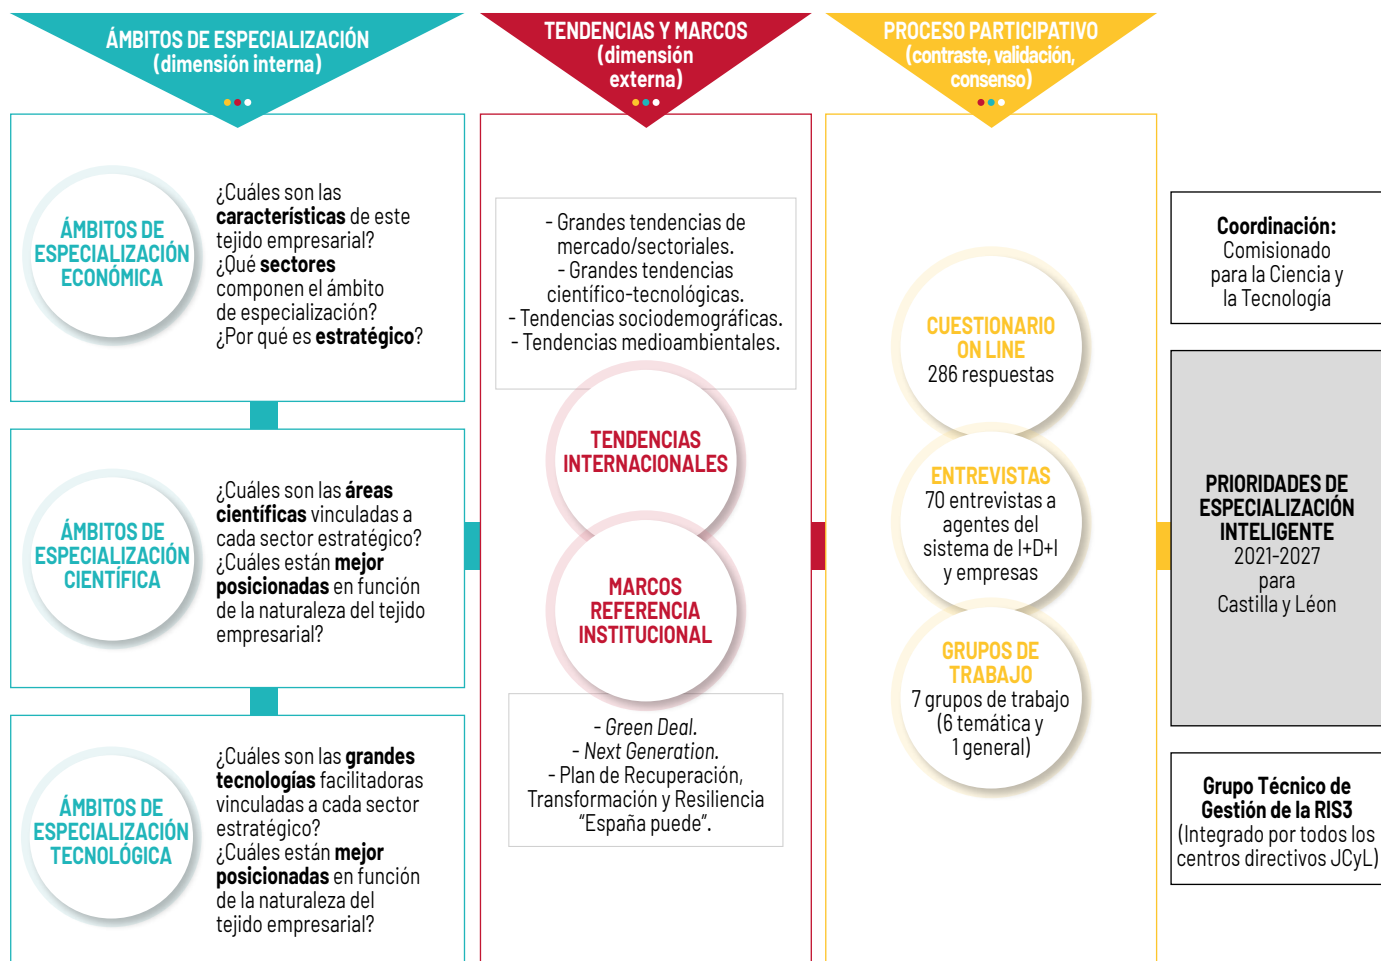 ÁMBITOS DE ESPECIALIZACIÓN
(dimensión interna)
ÁMBITOS DE
ESPECIALIZACIÓN
ECONÓMICA
¿Cuáles son las
características de este
tejido empresarial?
¿Qué sectores
componen el ámbito
de especialización?
¿Por qué es estratégico?
ÁMBITOS DE
ESPECIALIZACIÓN
CIENTÍFICA
¿Cuáles son las áreas
científicas vinculadas a
cada sector estratégico?
¿Cuáles están mejor
posicionadas en función
de la naturaleza del tejido
empresarial?
ÁMBITOS DE
ESPECIALIZACIÓN
TECNOLÓGICA
¿Cuáles son las grandes
tecnologías facilitadoras
vinculadas a cada sector
estratégico?
¿Cuáles están mejor
posicionadas en función
de la naturaleza del
tejido empresarial?
TENDENCIAS Y MARCOS
(dimensión
externa)
- Grandes tendencias de
mercado/sectoriales.
- Grandes tendencias
científico-tecnológicas.
- Tendencias sociodemográficas.
- Tendencias medioambientales.
TENDENCIAS
INTERNACIONALES
MARCOS
REFERENCIA
INSTITUCIONAL
- Green Deal.
- Next Generation.
- Plan de Recuperación,
Transformación y Resiliencia
“España puede”.
PROCESO PARTICIPATIVO
(contraste, validación,
consenso)
CUESTIONARIO
ON LINE
286 respuestas
ENTREVISTAS
70 entrevistas a
agentes del
sistema de I+D+I
y empresas
GRUPOS DE
TRABAJO
7 grupos de trabajo
(6 temática y
1 general)
Coordinación:
Comisionado
para la Ciencia y
la Tecnología
PRIORIDADES DE
ESPECIALIZACIÓN
INTELIGENTE
2021-2027
para
Castilla y Léon
Grupo Técnico de
Gestión de la RIS3
(Integrado por todos los
centros directivos JCyL)